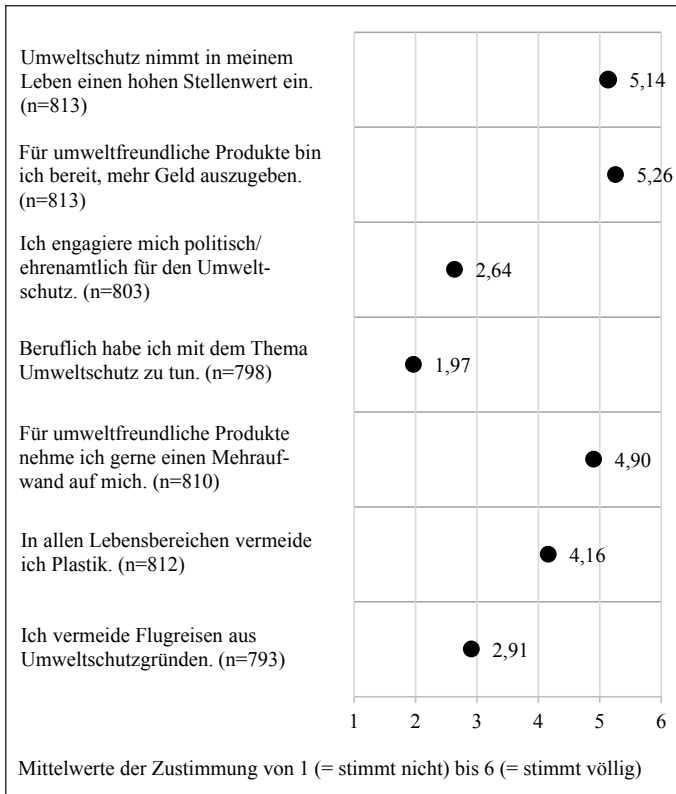 Umweltschutz nimmt in meinem
Leben einen hohen Stellenwert ein.
(n=813)
5,14
Für umweltfreundliche Produkte bin
ich bereit, mehr Geld auszugeben.
(n=813)
5,26
Ich engagiere mich politisch/
ehrenamtlich für den Umwelt-
schutz. (n=803)
2,64
Beruflich habe ich mit dem Thema
Umweltschutz zu tun. (n=798)
1,97
Für umweltfreundliche Produkte
nehme ich gerne einen Mehrauf-
wand auf mich. (n=810)
4,90
In allen Lebensbereichen vermeide
ich Plastik. (n=812)
4,16
Ich vermeide Flugreisen aus
Umweltschutzgründen. (n=793)
2,91
1 2 3 4 5 6
Mittelwerte der Zustimmung von 1 (= stimmt nicht) bis 6 (= stimmt völlig)